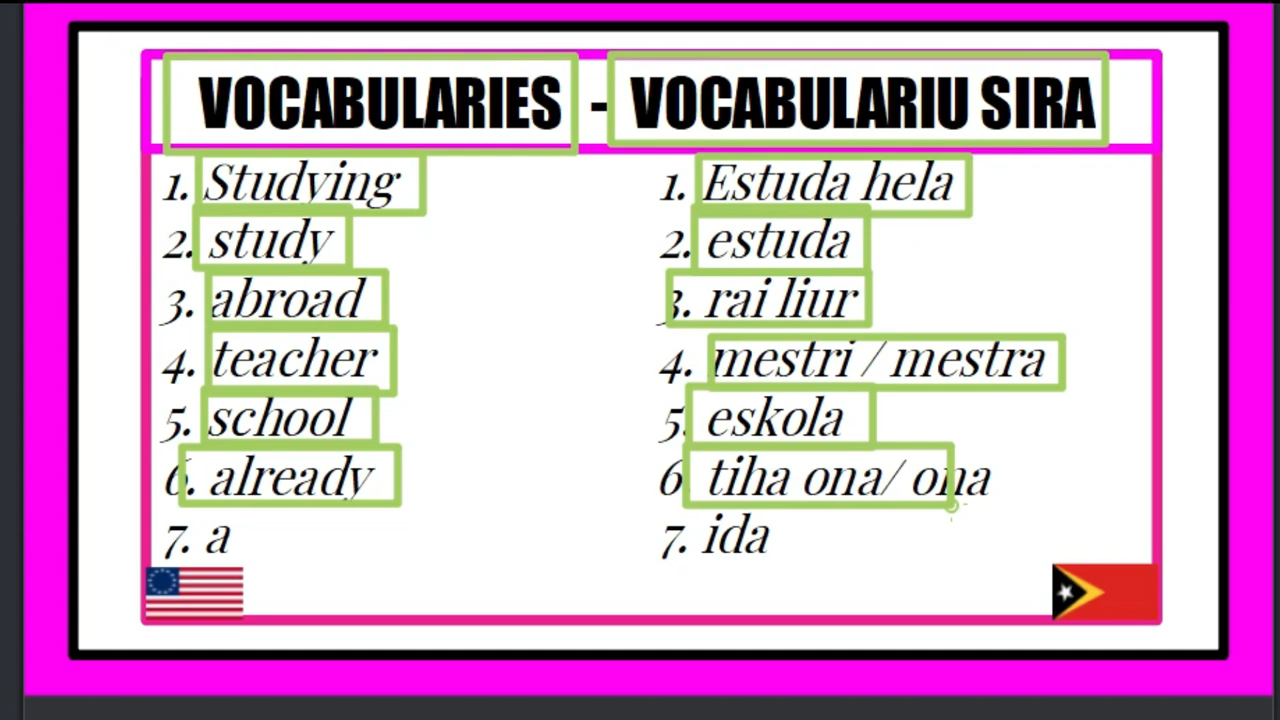 VOCABULARIES - VOCABULARIU SIRA
1. Studying
2. study
3. abroad
4. teacher
5. school
6. already
7. a
1. Estuda hela
2. estuda
3. rai liur
4. mestri / mestra
5. eskola
6. tiha ona/ ona
7. ida